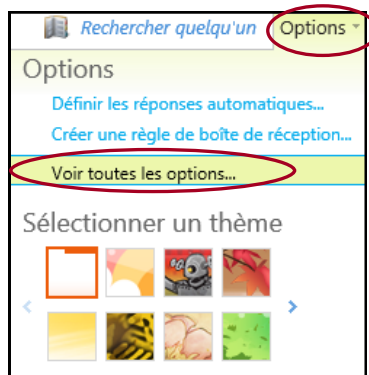 Rechercher quelqu'un Options
Options
Définir les réponses automatiques...
Créer une règle de boîte de réception...
Voir toutes les options...
Sélectionner un thème